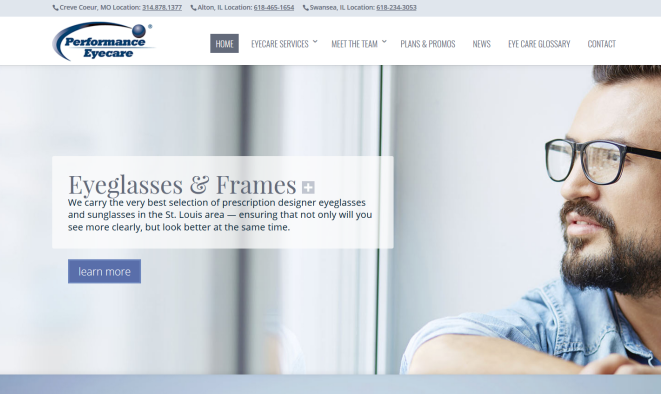 Creve Coeur, MO Location: 314.878.1377 Alton, IL Location: 618-465-1654 Swansea, IL Location: 618-234-3053
Performance ®
Eyecare
HOME EYECARE SERVICES MEET THE TEAM PLANS & PROMOS NEWS EYE CARE GLOSSARY CONTACT
Eyeglasses & Frames
We carry the very best selection of prescription designer eyeglasses
and sunglasses in the St. Louis area — ensuring that not only will you
see more clearly, but look better at the same time.
learn more